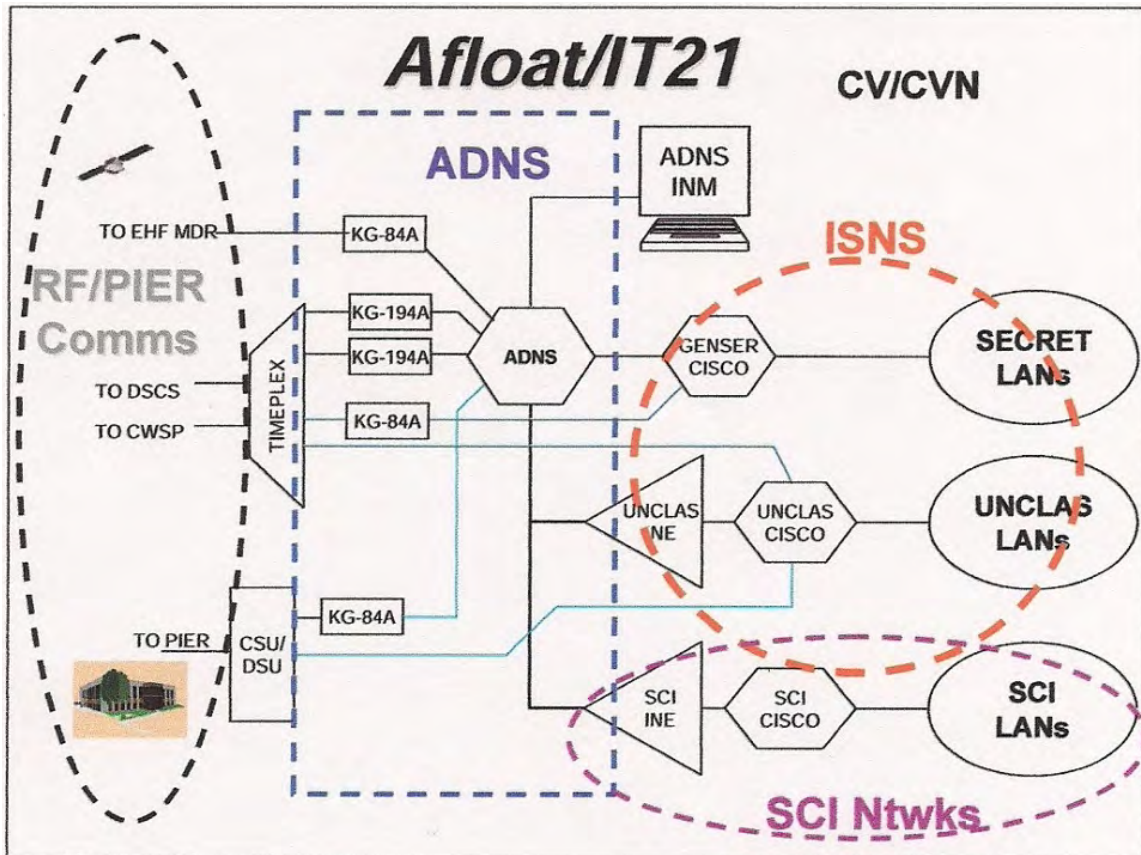 Afloat/IT21
CV/CVN
ADNS
ADNS
INM
ISNS
TO EHF MDR
KG-84A
RF/PIER
Comms
KG-194A
KG-194A
ADNS
GENSER
CISCO
SECRET
LANs
TO DSCS
TO CWSP
TIMEPLEX
KG-84A
UNCLAS
INE
UNCLAS
CISCO
UNCLAS
LANs
TO PIER
CSU/
DSU
KG-84A
SCI
INE
SCI
CISCO
SCI
LANs
SCI Ntwks